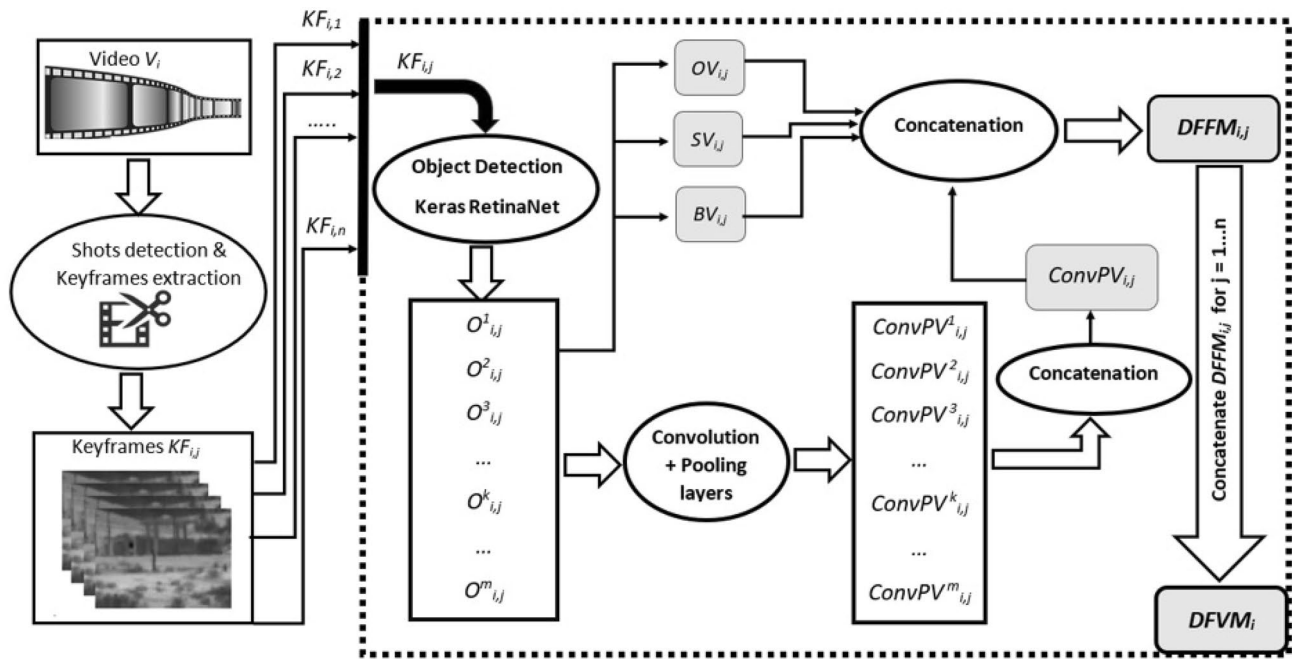 Video Vᵢ
Shots detection &
Keyframes extraction
Keyframes KFᵢ,ⱼ
KFᵢ,₁
KFᵢ,₂
.....
KFᵢ,ₙ
KFᵢ,ⱼ
Object Detection
Keras RetinaNet
O¹ᵢ,ⱼ
O²ᵢ,ⱼ
O³ᵢ,ⱼ
...
Oᵏᵢ,ⱼ
...
Oᵐᵢ,ⱼ
OVᵢ,ⱼ
SVᵢ,ⱼ
BVᵢ,ⱼ
Convolution
+ Pooling
layers
ConvPV¹ᵢ,ⱼ
ConvPV²ᵢ,ⱼ
ConvPV³ᵢ,ⱼ
...
ConvPVᵏᵢ,ⱼ
...
ConvPVᵐᵢ,ⱼ
Concatenation
ConvPVᵢ,ⱼ
Concatenation
DFFMᵢ,ⱼ
Concatenate DFFMᵢ,ⱼ for j = 1...n
DFVMᵢ